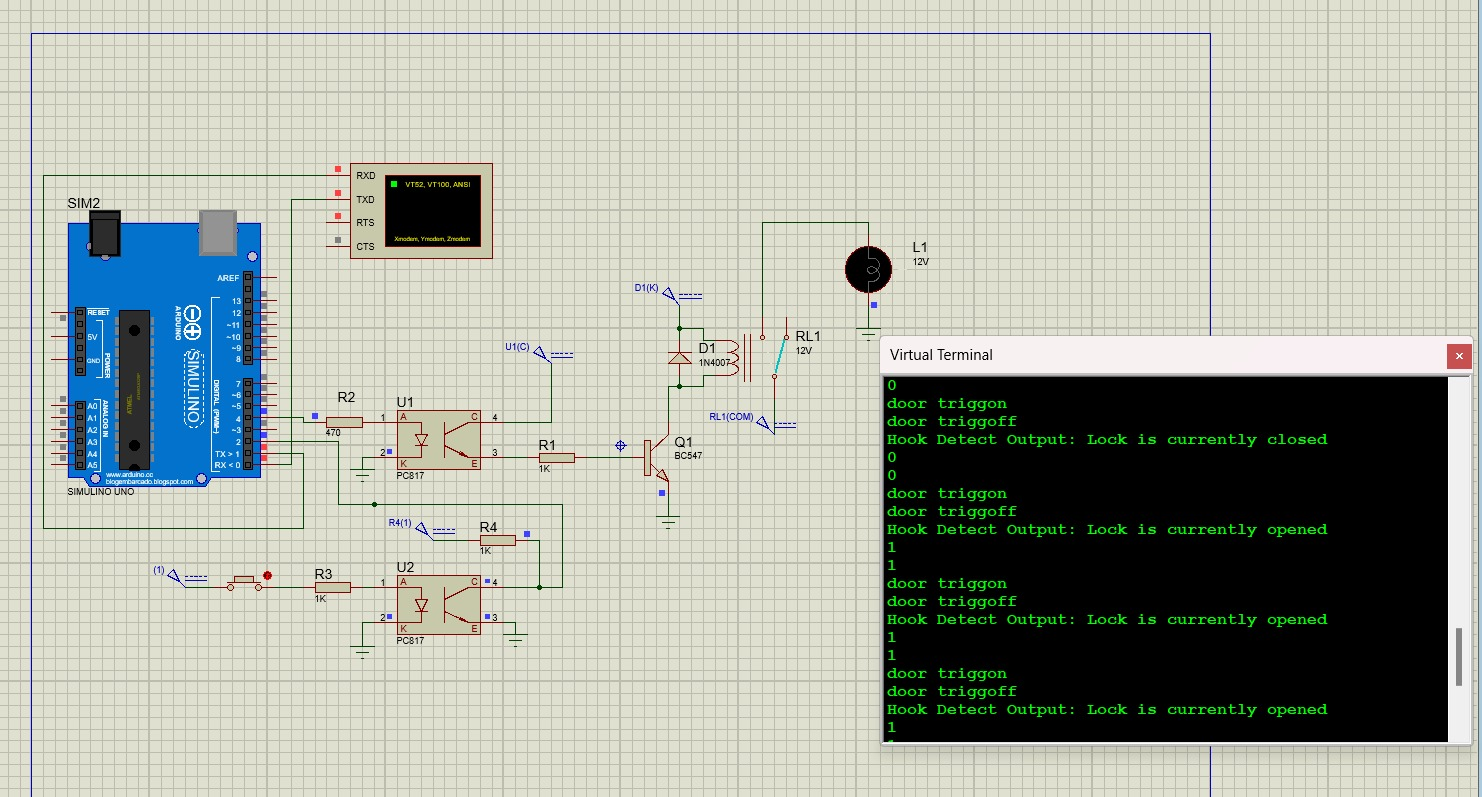 RXD
TXD
RTS
CTS
VT52, VT100, ANSI
Xmodem, Ymodem, Zmodem
SIM2
AREF
13
12
~11
~10
~9
8
7
~6
~5
4
~3
2
TX > 1
RX < 0
RESET
5V
GND
POWER
A0
A1
A2
A3
A4
A5
ANALOG IN
ARDUINO
SIMULINO
DIGITAL (PWM~)
www.arduino.cc
blogembarcado.blogspot.com
SIMULINO UNO
R2
470
U1
1
A
C
4
2
K
E
3
PC817
U1(C)
R1
1K
Q1
BC547
D1(K)
D1
1N4007
RL1
12V
RL1(COM)
L1
12V
R4(1)
R4
1K
(1)
R3
1K
U2
1
A
C
4
2
K
E
3
PC817
Virtual Terminal
0
door triggon
door triggoff
Hook Detect Output: Lock is currently closed
0
0
door triggon
door triggoff
Hook Detect Output: Lock is currently opened
1
1
door triggon
door triggoff
Hook Detect Output: Lock is currently opened
1
1
door triggon
door triggoff
Hook Detect Output: Lock is currently opened
1